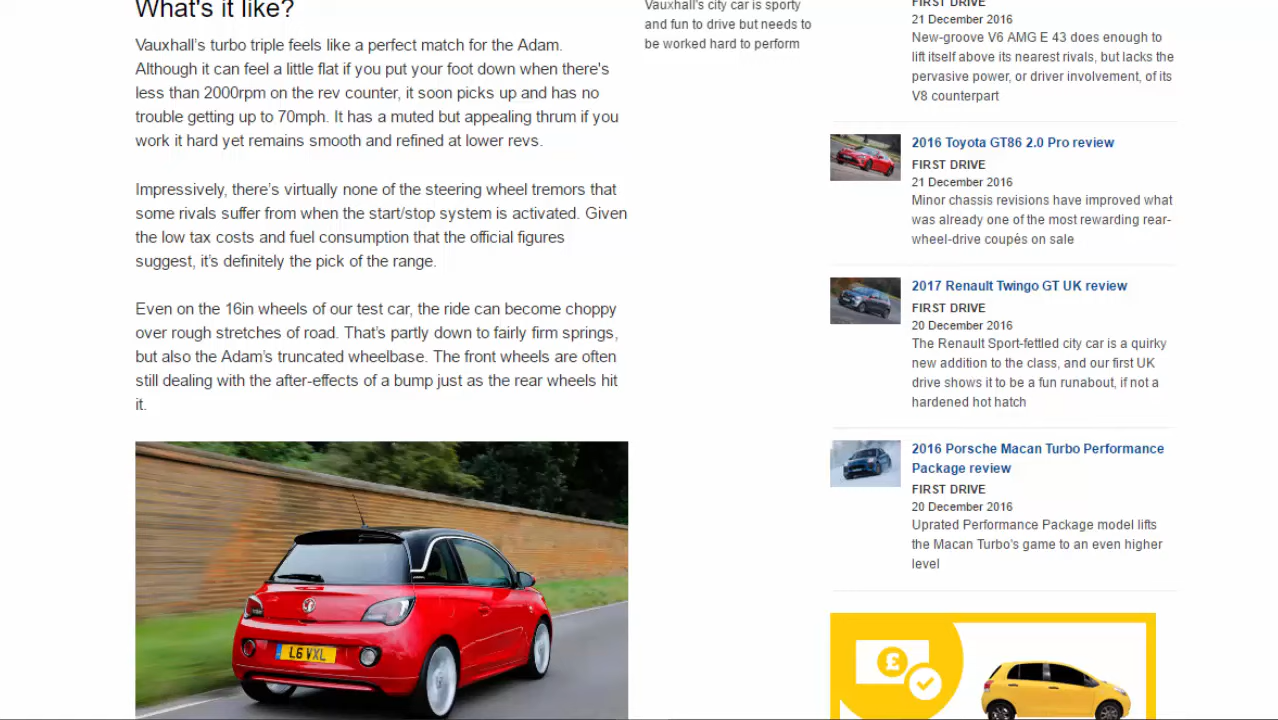 What's it like?
Vauxhall’s turbo triple feels like a perfect match for the Adam.
Although it can feel a little flat if you put your foot down when there's
less than 2000rpm on the rev counter, it soon picks up and has no
trouble getting up to 70mph. It has a muted but appealing thrum if you
work it hard yet remains smooth and refined at lower revs.
Impressively, there’s virtually none of the steering wheel tremors that
some rivals suffer from when the start/stop system is activated. Given
the low tax costs and fuel consumption that the official figures
suggest, it’s definitely the pick of the range.
Even on the 16in wheels of our test car, the ride can become choppy
over rough stretches of road. That’s partly down to fairly firm springs,
but also the Adam’s truncated wheelbase. The front wheels are often
still dealing with the after-effects of a bump just as the rear wheels hit
it.
L6 VXL
Vauxhall's city car is sporty
and fun to drive but needs to
be worked hard to perform
FIRST DRIVE
21 December 2016
New-groove V6 AMG E 43 does enough to
lift itself above its nearest rivals, but lacks the
pervasive power, or driver involvement, of its
V8 counterpart
2016 Toyota GT86 2.0 Pro review
FIRST DRIVE
21 December 2016
Minor chassis revisions have improved what
was already one of the most rewarding rear-
wheel-drive coupés on sale
2017 Renault Twingo GT UK review
FIRST DRIVE
20 December 2016
The Renault Sport-fettled city car is a quirky
new addition to the class, and our first UK
drive shows it to be a fun runabout, if not a
hardened hot hatch
2016 Porsche Macan Turbo Performance
Package review
FIRST DRIVE
20 December 2016
Uprated Performance Package model lifts
the Macan Turbo's game to an even higher
level
£